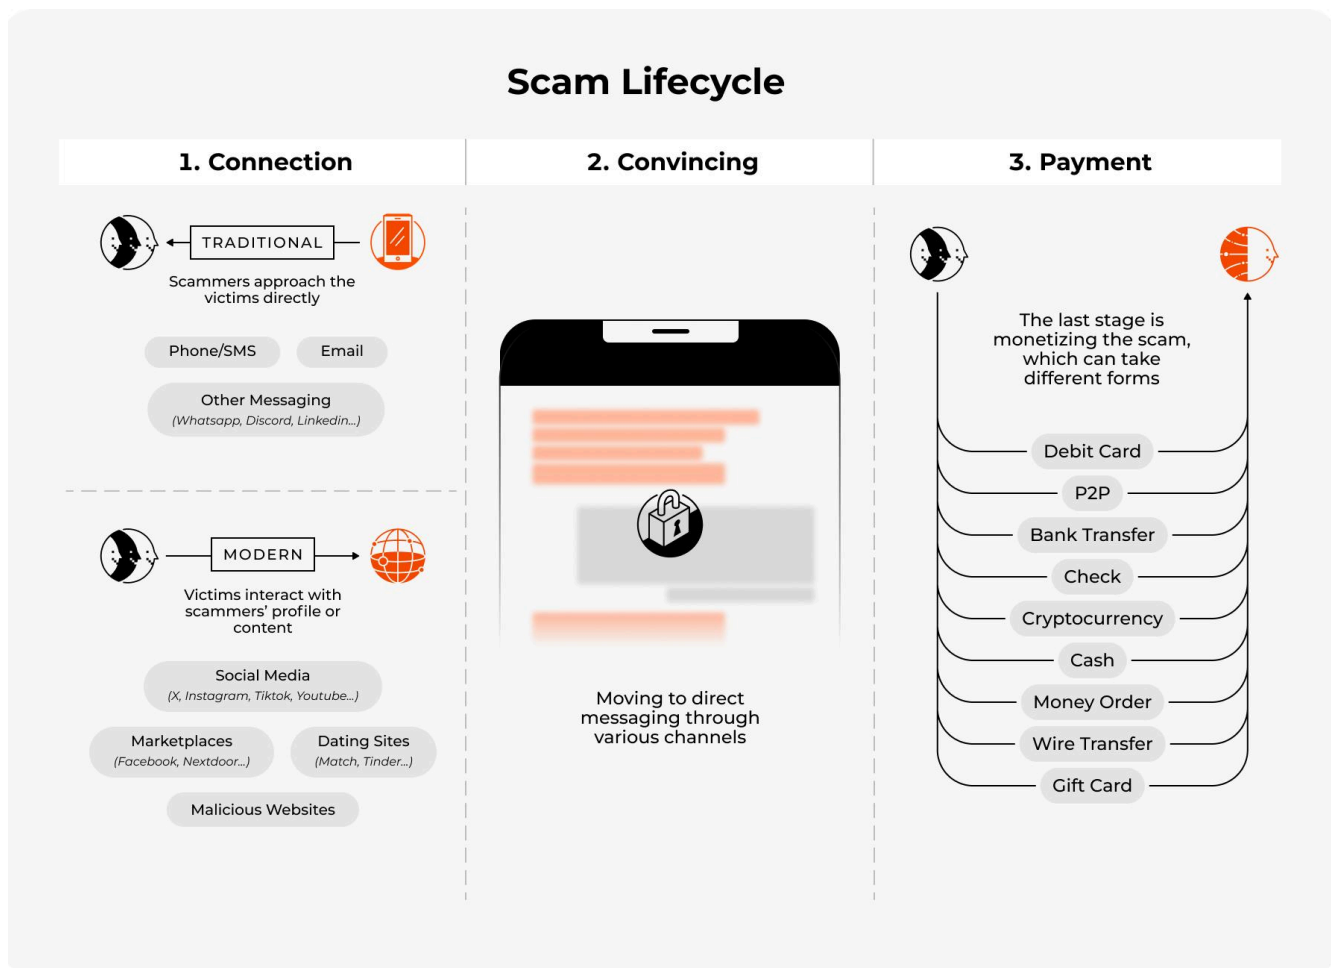 Scam Lifecycle
1. Connection
TRADITIONAL
Scammers approach the
victims directly
Phone/SMS
Email
Other Messaging
(Whatsapp, Discord, Linkedin...)
MODERN
Victims interact with
scammers’ profile or
content
Social Media
(X, Instagram, Tiktok, Youtube...)
Marketplaces
(Facebook, Nextdoor...)
Dating Sites
(Match, Tinder...)
Malicious Websites
2. Convincing
Moving to direct
messaging through
various channels
3. Payment
The last stage is
monetizing the scam,
which can take
different forms
Debit Card
P2P
Bank Transfer
Check
Cryptocurrency
Cash
Money Order
Wire Transfer
Gift Card